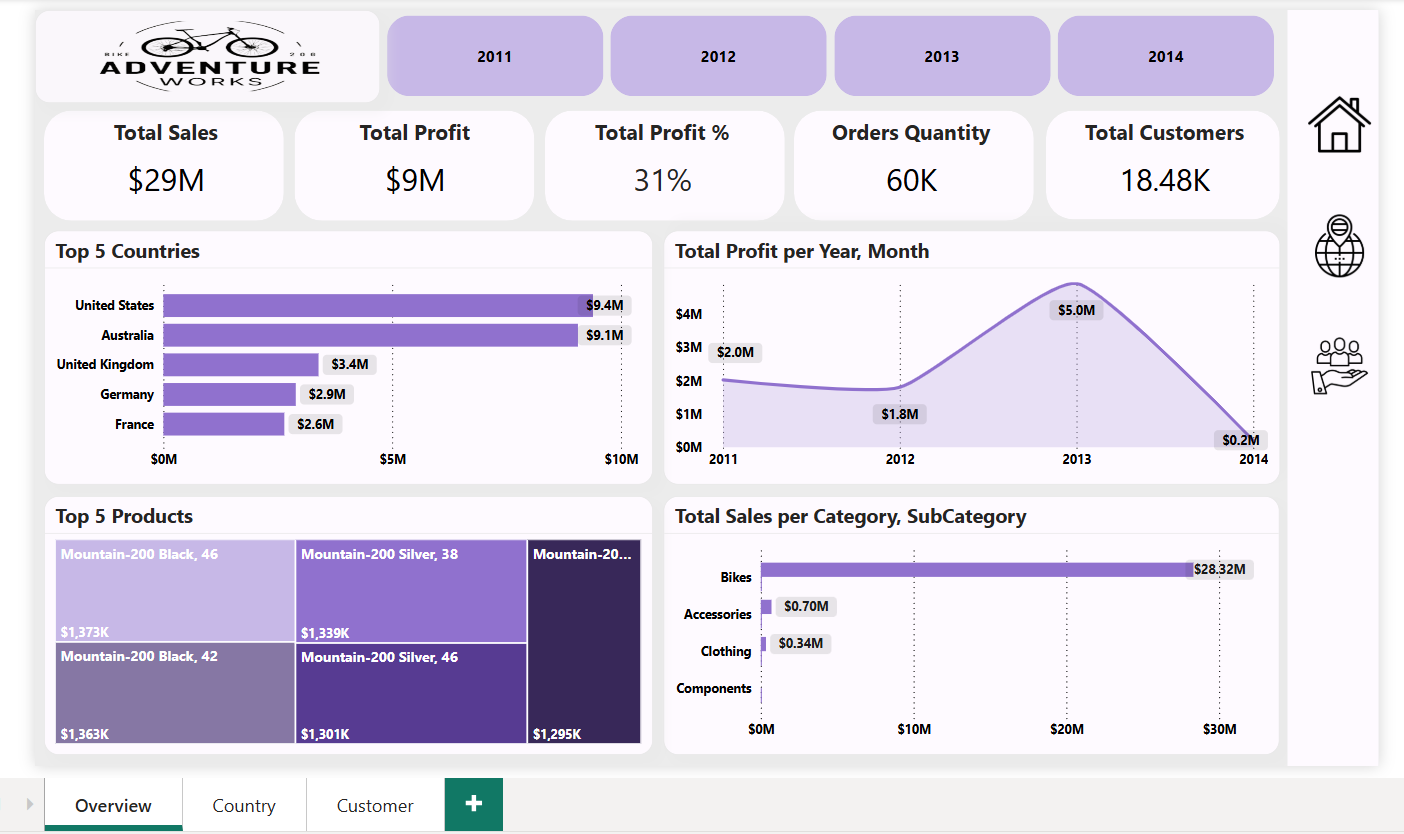 BIKE 206
ADVENTURE
WORKS
2011
2012
2013
2014
Total Sales
$29M
Total Profit
$9M
Total Profit %
31%
Orders Quantity
60K
Total Customers
18.48K
Top 5 Countries
United States
$9.4M
Australia
$9.1M
United Kingdom
$3.4M
Germany
$2.9M
France
$2.6M
$0M
$5M
$10M
Total Profit per Year, Month
$4M
$3M
$2M
$1M
$0M
$2.0M
$1.8M
$5.0M
$0.2M
2011
2012
2013
2014
Top 5 Products
Mountain-200 Black, 46
$1,373K
Mountain-200 Black, 42
$1,363K
Mountain-200 Silver, 38
$1,339K
Mountain-200 Silver, 46
$1,301K
Mountain-20...
$1,295K
Total Sales per Category, SubCategory
Bikes
$28.32M
Accessories
$0.70M
Clothing
$0.34M
Components
$0M
$10M
$20M
$30M
Overview
Country
Customer
+